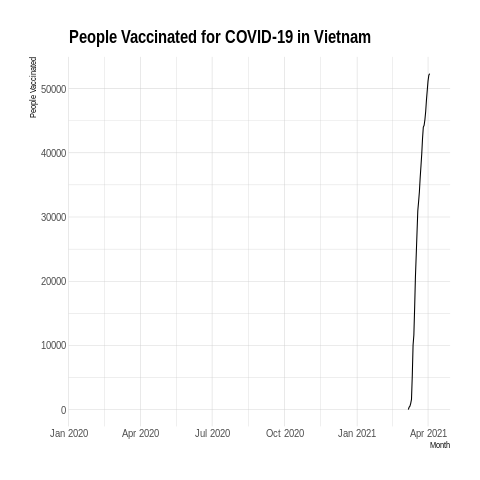 People Vaccinated for COVID-19 in Vietnam
People Vaccinated
50000
40000
30000
20000
10000
0
Jan 2020 Apr 2020 Jul 2020 Oct 2020 Jan 2021 Apr 2021
Month